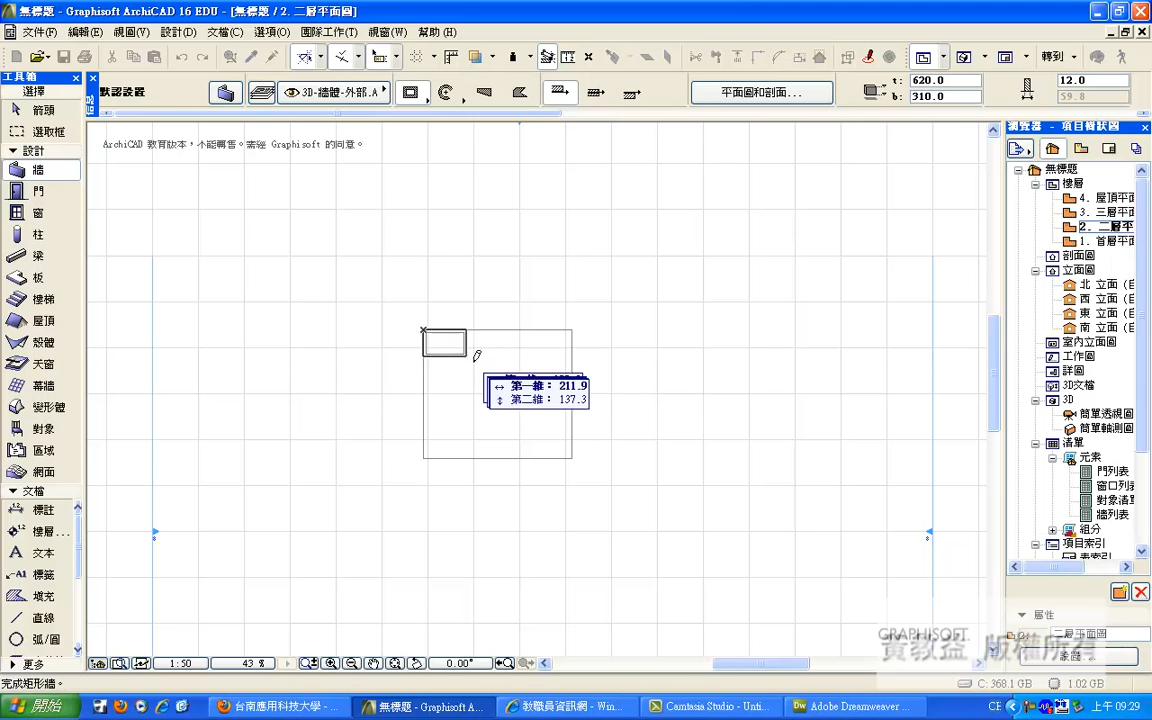 無標題 - Graphisoft ArchiCAD 16 EDU - [無標題 / 2. 二層平面圖]
檔案(F) 編輯(E) 視圖(V) 設計(D) 文檔(C) 選項(O) 團隊工作(T) 視窗(W) 幫助(H)
轉到
工具箱
選擇
箭頭
選取框
設計
牆
門
窗
柱
梁
板
樓梯
屋頂
殼體
天窗
幕牆
變形體
對象
區域
網面
文檔
標註
樓層...
文本
標籤
填充
直線
弧/圓
更多
默認設置
3D-牆體-外部.A
平面圖和剖面...
t: 620.0
b: 310.0
12.0
59.8
ArchiCAD 教育版本，不能轉售。需經 Graphisoft 的同意。
第一維： 211.9
第二維： 137.3
瀏覽器 - 項目樹狀圖
無標題
樓層
4. 屋頂平面
3. 三層平面
2. 二層平
1. 首層平面
剖面圖
立面圖
北 立面 (自
西 立面 (自
東 立面 (自
南 立面 (自
室內立面圖
工作圖
詳圖
3D文檔
3D
簡單透視圖
簡單軸測圖
清單
元素
門列表
窗口列表
對象清單
牆列表
組分
項目索引
屬性
二層平面圖
GRAPHISOFT.
黃教益 版權所有
1:50
43 %
0.00°
完成矩形牆。
C: 368.1 GB
1.02 GB
開始
台南應用科技大學 -...
無標題 - Graphisoft A...
教職員資訊網 - Win...
Camtasia Studio - Unti...
Adobe Dreamweaver ...
上午 09:29